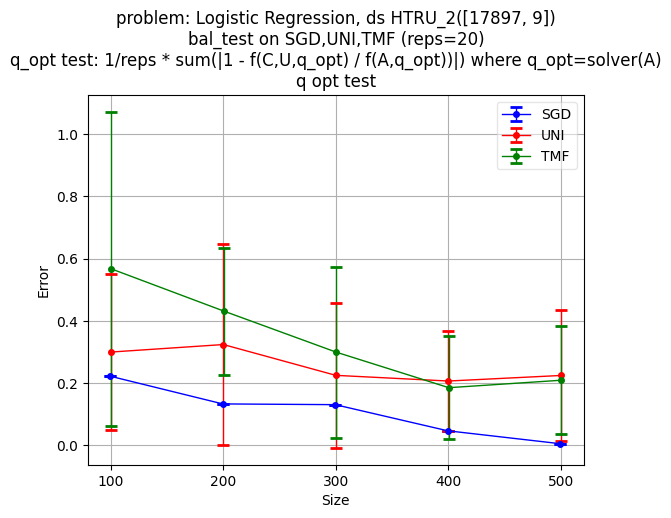 problem: Logistic Regression, ds HTRU_2([17897, 9])
bal_test on SGD,UNI,TMF (reps=20)
q_opt test: 1/reps * sum(|1 - f(C,U,q_opt) / f(A,q_opt))|) where q_opt=solver(A)
q opt test
SGD
UNI
TMF
1.0
0.8
0.6
0.4
0.2
0.0
Error
100 200 300 400 500
Size